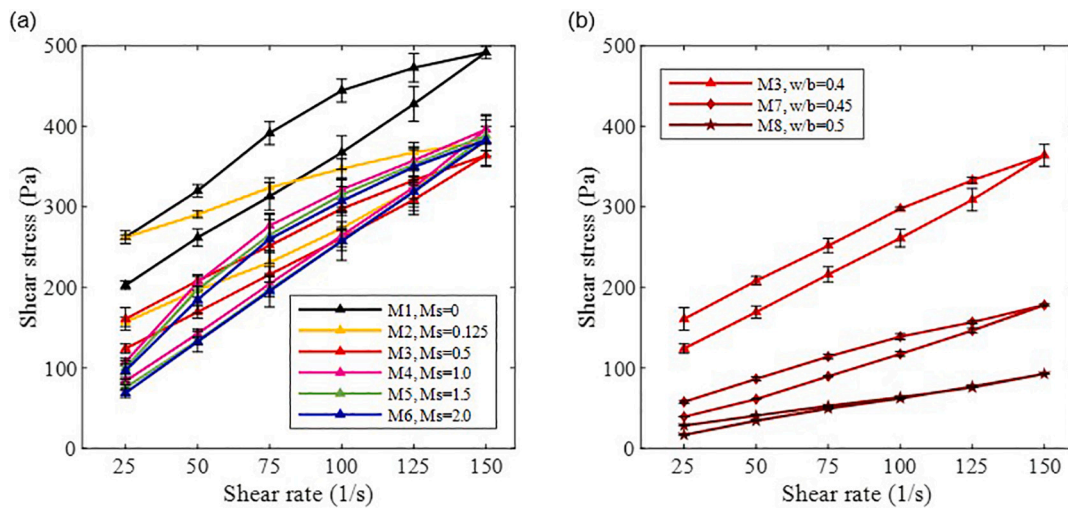 (a)
500
400
300
200
100
0
Shear stress (Pa)
M1, Ms=0
M2, Ms=0.125
M3, Ms=0.5
M4, Ms=1.0
M5, Ms=1.5
M6, Ms=2.0
25 50 75 100 125 150
Shear rate (1/s)
(b)
500
400
300
200
100
0
Shear stress (Pa)
M3, w/b=0.4
M7, w/b=0.45
M8, w/b=0.5
25 50 75 100 125 150
Shear rate (1/s)